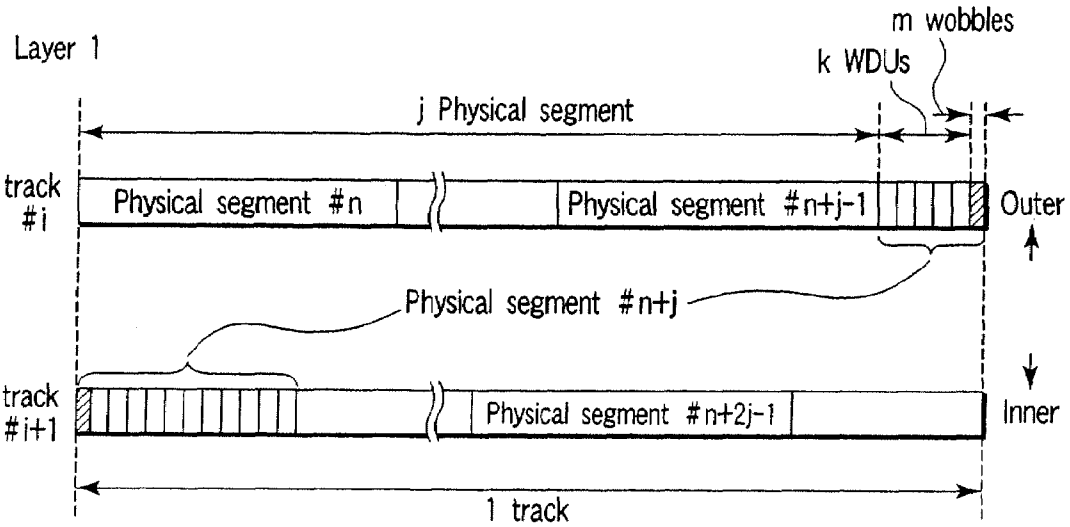 Layer 1
m wobbles
k WDUs
j Physical segment
track
#i
Physical segment #n
Physical segment #n+j-1
Outer
Physical segment #n+j
track
#i+1
Physical segment #n+2j-1
Inner
1 track